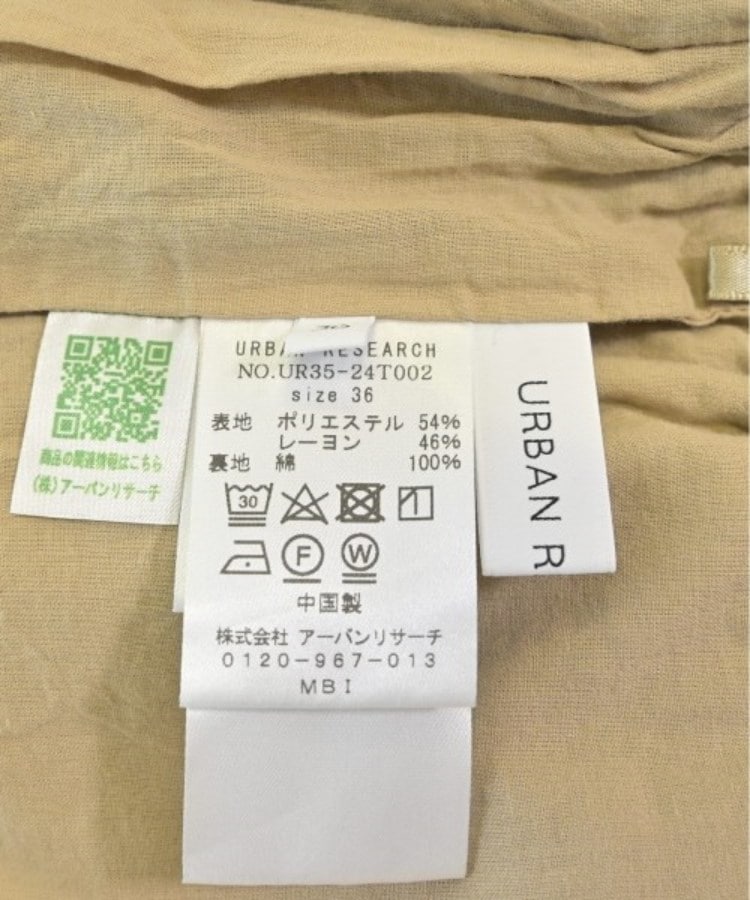 商品の関連情報はこちら
(株)アーバンリサーチ
URBAN RESEARCH
NO.UR35-24T002
size 36
表地 ポリエステル 54%
レーヨン 46%
裏地 綿 100%
30
F W
中国製
株式会社 アーバンリサーチ
0120-967-013
MBI
URBAN R